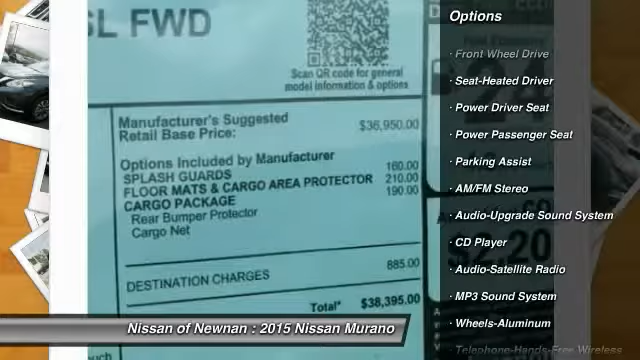 SL FWD
Scan QR code for general
model information & options
Manufacturer's Suggested
Retail Base Price: $36,950.00
Options Included by Manufacturer
SPLASH GUARDS 160.00
FLOOR MATS & CARGO AREA PROTECTOR 210.00
CARGO PACKAGE 190.00
Rear Bumper Protector
Cargo Net
DESTINATION CHARGES 885.00
Total* $38,395.00
Nissan of Newnan : 2015 Nissan Murano
Options
· Front Wheel Drive
· Seat-Heated Driver
· Power Driver Seat
· Power Passenger Seat
· Parking Assist
· AM/FM Stereo
· Audio-Upgrade Sound System
· CD Player
· Audio-Satellite Radio
· MP3 Sound System
· Wheels-Aluminum
· Telephone-Hands-Free Wireless